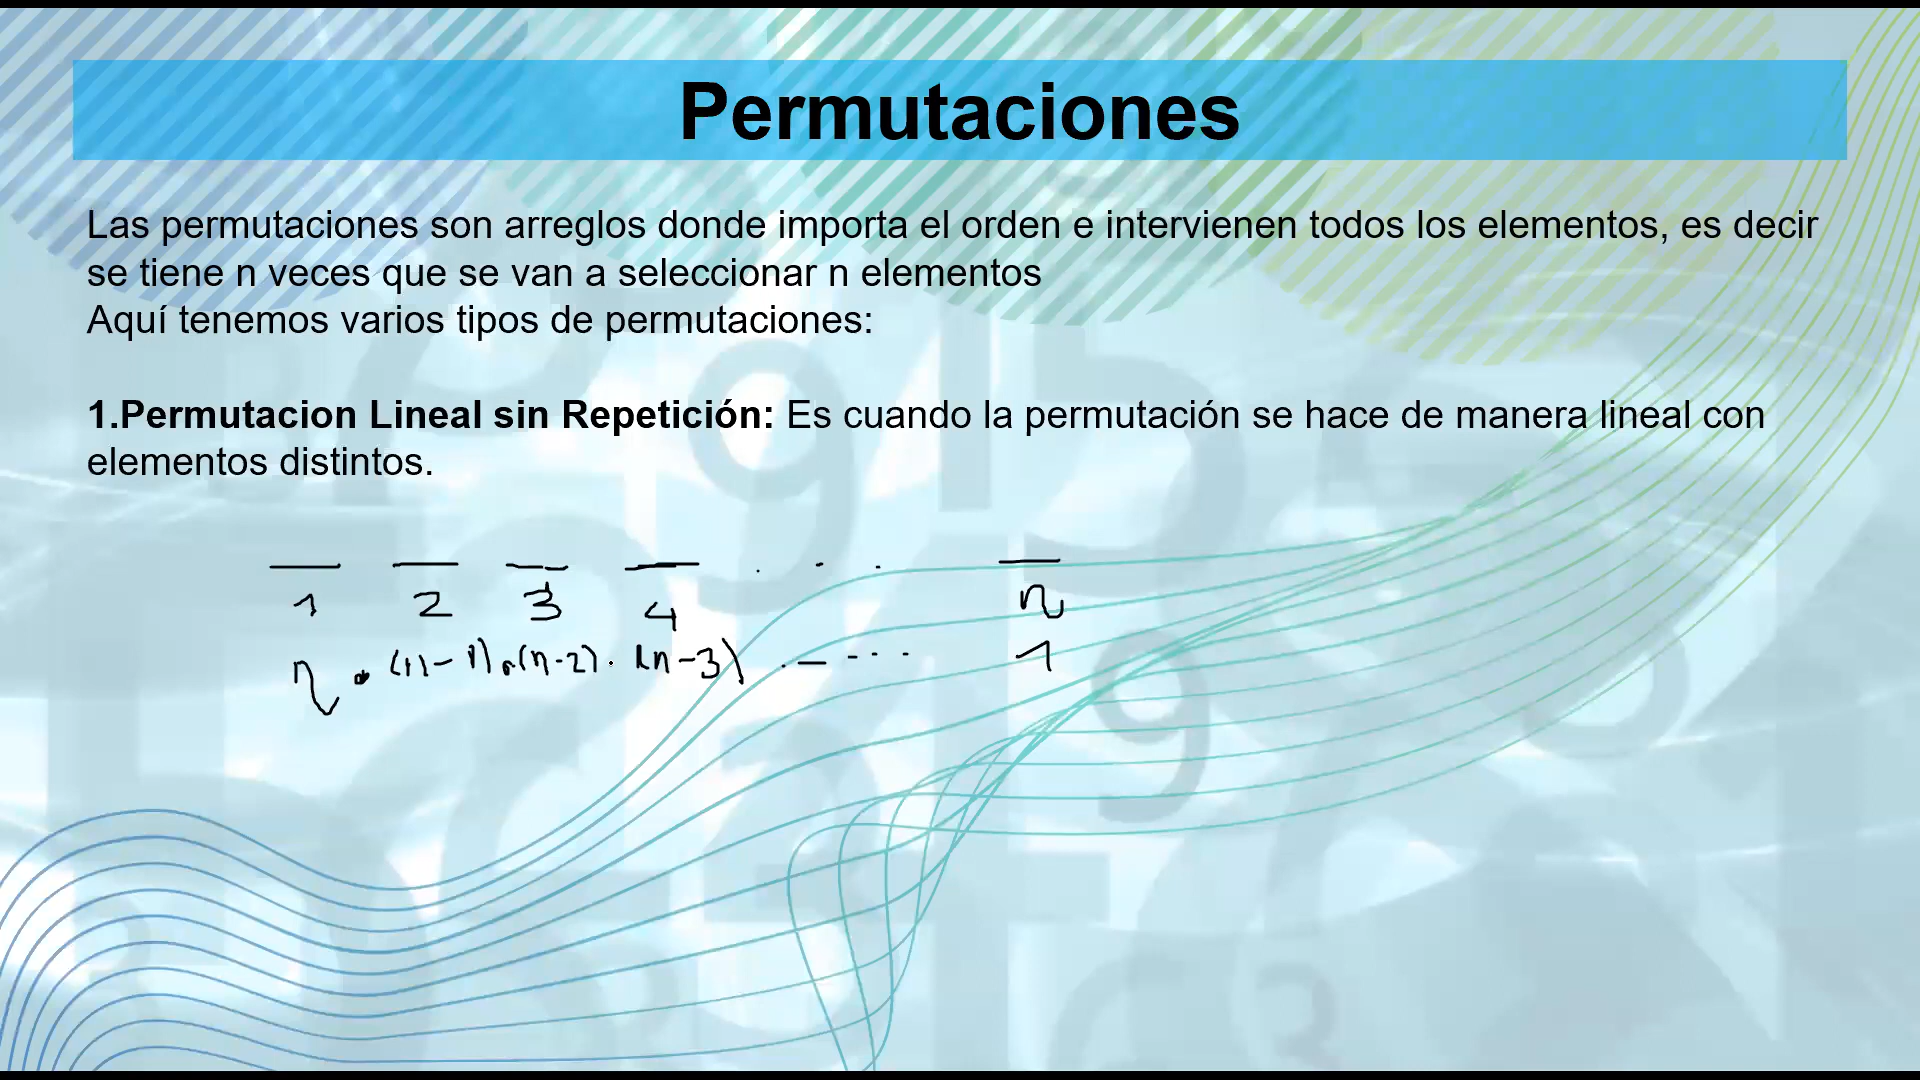 Permutaciones
Las permutaciones son arreglos donde importa el orden e intervienen todos los elementos, es decir
se tiene n veces que se van a seleccionar n elementos
Aquí tenemos varios tipos de permutaciones:
1.Permutacion Lineal sin Repetición: Es cuando la permutación se hace de manera lineal con
elementos distintos.
1 2 3 4 . . . n
n . (n-1) . (n-2) . (n-3) . - - - - 1